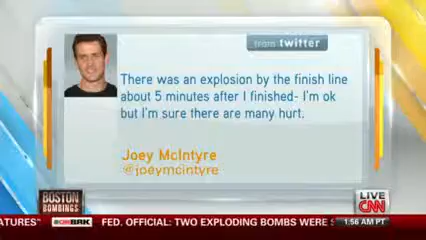 from twitter
There was an explosion by the finish line
about 5 minutes after I finished- I'm ok
but I'm sure there are many hurt.
Joey McIntyre
@joeymcintyre
BOSTON
BOMBINGS
LIVE
CNN
ATURES" CNNBRK FED. OFFICIAL: TWO EXPLODING BOMBS WERE S 1:56 AM PT